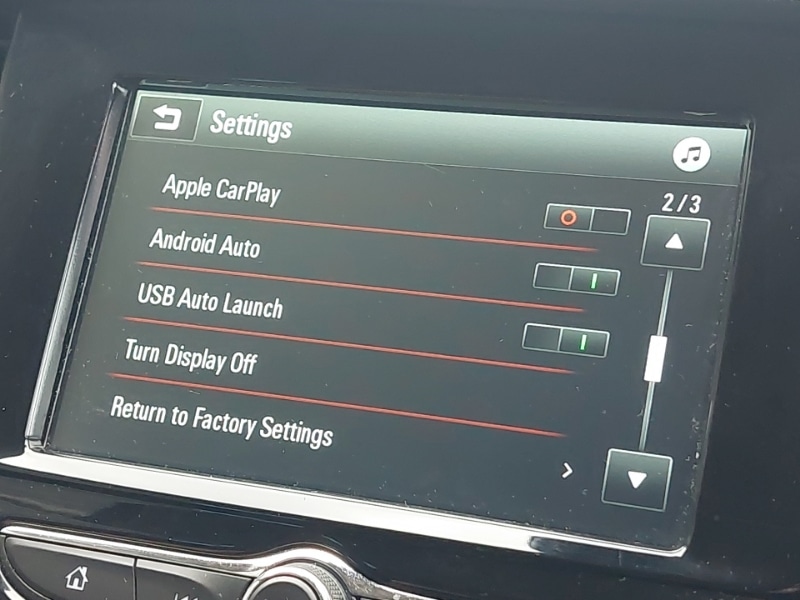 Settings
2/3
Apple CarPlay
Android Auto
USB Auto Launch
Turn Display Off
Return to Factory Settings